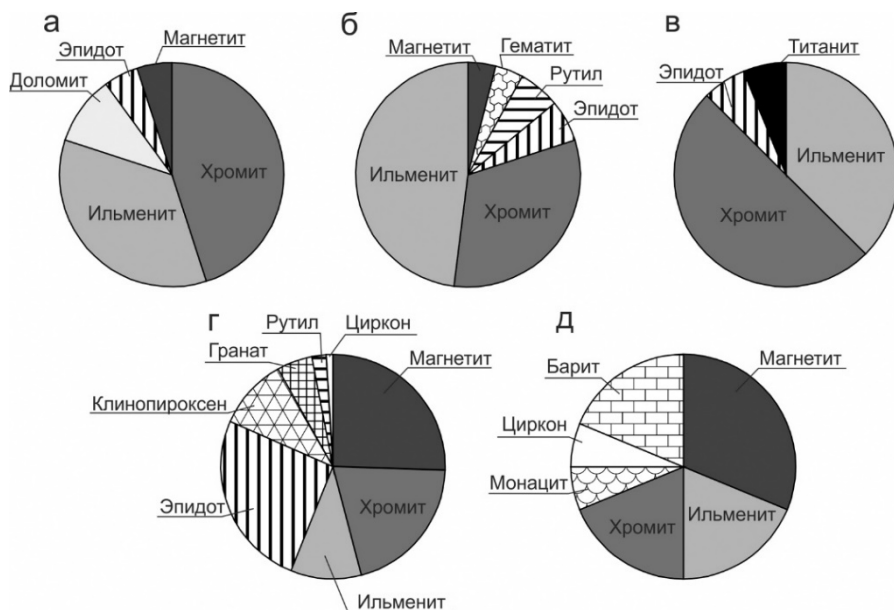 а
Эпидот
Магнетит
Доломит
Хромит
Ильменит
б
Магнетит
Гематит
Рутил
Эпидот
Ильменит
Хромит
в
Эпидот
Титанит
Ильменит
Хромит
г
Рутил
Циркон
Гранат
Магнетит
Клинопироксен
Эпидот
Хромит
Ильменит
д
Барит
Магнетит
Циркон
Монацит
Хромит
Ильменит